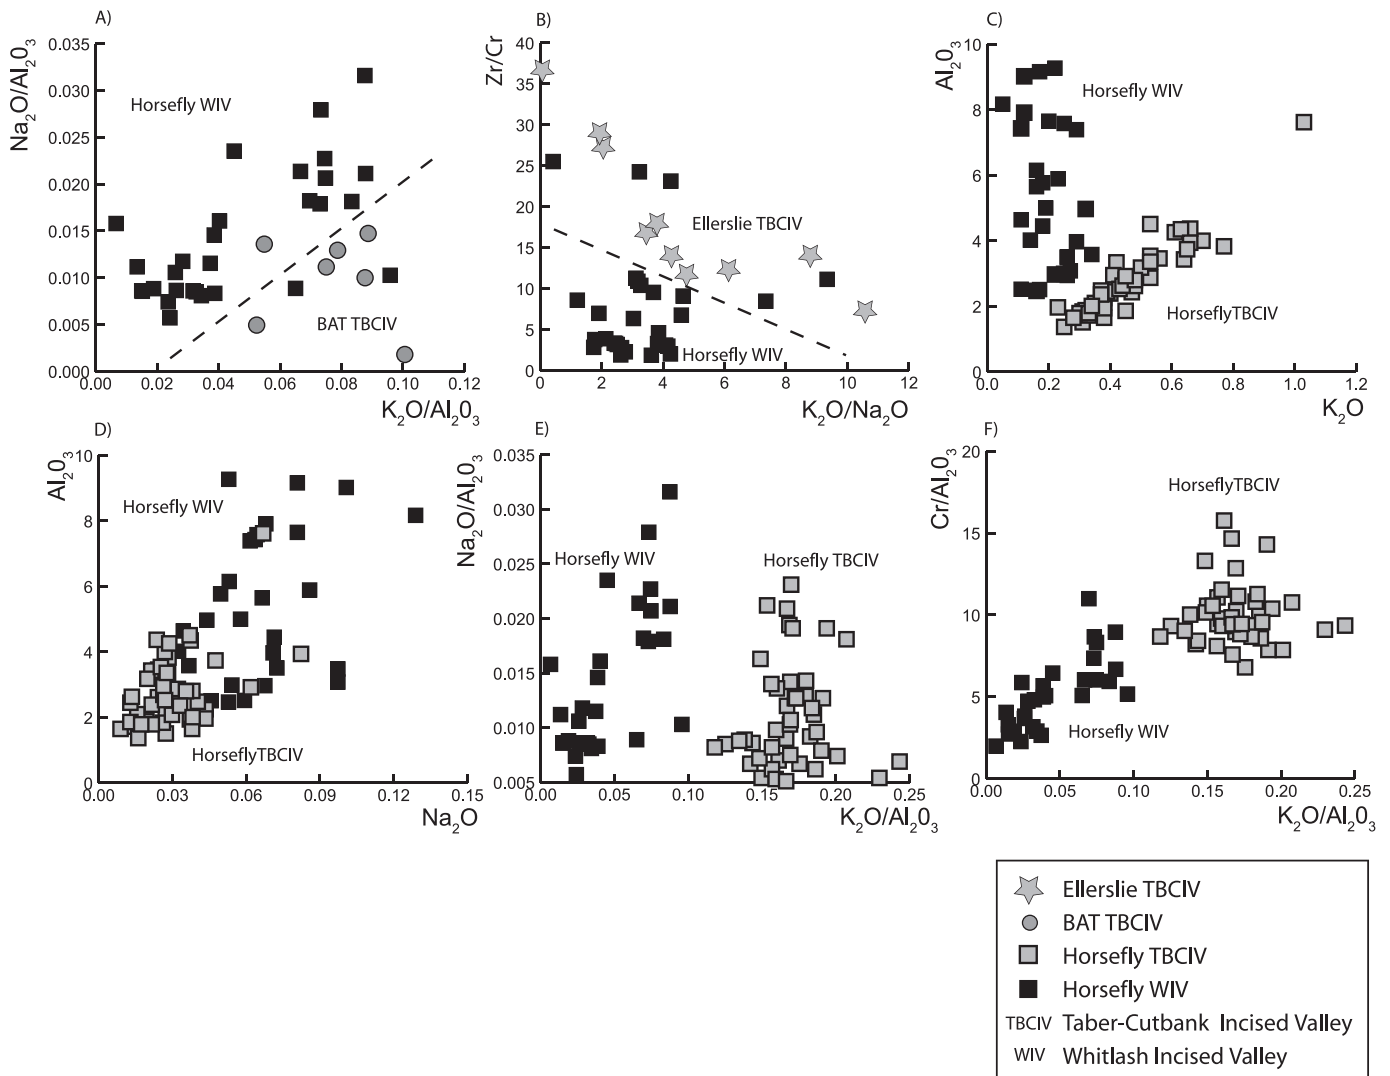 A)
Na₂O/Al₂0₃
0.035
0.030
0.025
0.020
0.015
0.010
0.005
0.000
Horsefly WIV
BAT TBCIV
0.00 0.02 0.04 0.06 0.08 0.10 0.12
K₂O/Al₂0₃
B)
Zr/Cr
40
35
30
25
20
15
10
5
0
Ellerslie TBCIV
Horsefly WIV
0 2 4 6 8 10 12
K₂O/Na₂O
C)
Al₂0₃
10
8
6
4
2
0
Horsefly WIV
HorseflyTBCIV
0.0 0.2 0.4 0.6 0.8 1.0 1.2
K₂O
D)
Al₂0₃
10
8
6
4
2
0
Horsefly WIV
HorseflyTBCIV
0.00 0.03 0.06 0.09 0.12 0.15
Na₂O
E)
Na₂O/Al₂0₃
0.035
0.030
0.025
0.020
0.015
0.010
0.005
Horsefly WIV
Horsefly TBCIV
0.00 0.05 0.10 0.15 0.20 0.25
K₂O/Al₂0₃
F)
Cr/Al₂0₃
20
15
10
5
0
HorseflyTBCIV
Horsefly WIV
0.00 0.05 0.10 0.15 0.20 0.25
K₂O/Al₂0₃
Ellerslie TBCIV
BAT TBCIV
Horsefly TBCIV
Horsefly WIV
TBCIV Taber-Cutbank Incised Valley
WIV Whitlash Incised Valley